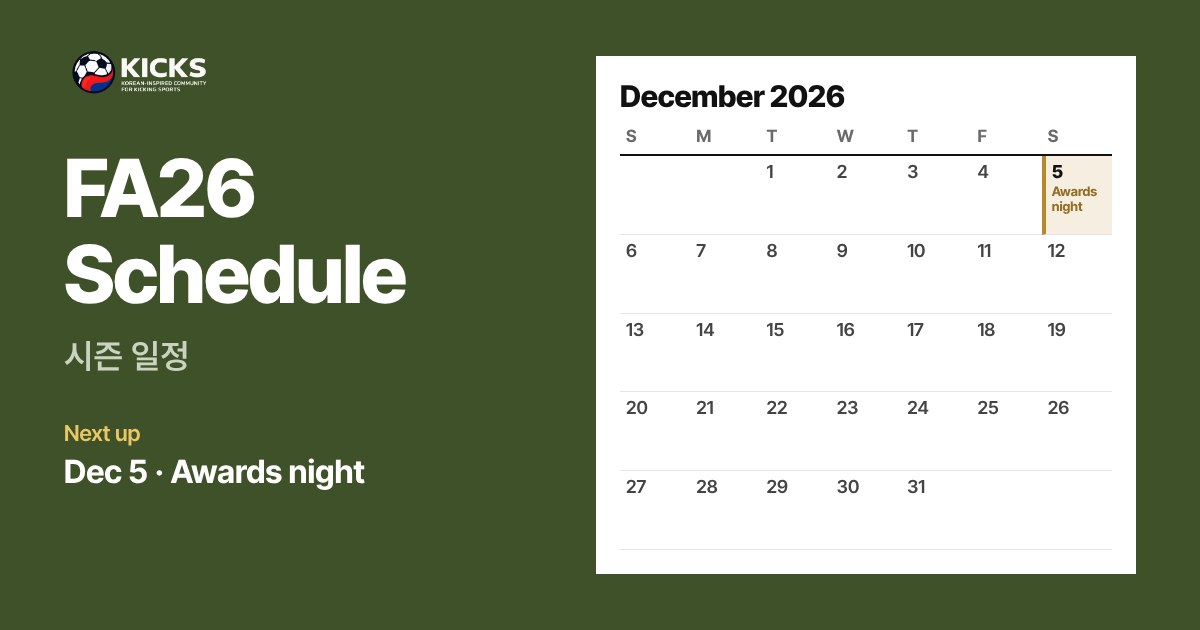 KICKS
KOREAN-INSPIRED COMMUNITY
FOR KICKING SPORTS
FA26
Schedule
시즌 일정
Next up
Dec 5 · Awards night
December 2026
S M T W T F S
1 2 3 4 5
Awards
night
6 7 8 9 10 11 12
13 14 15 16 17 18 19
20 21 22 23 24 25 26
27 28 29 30 31